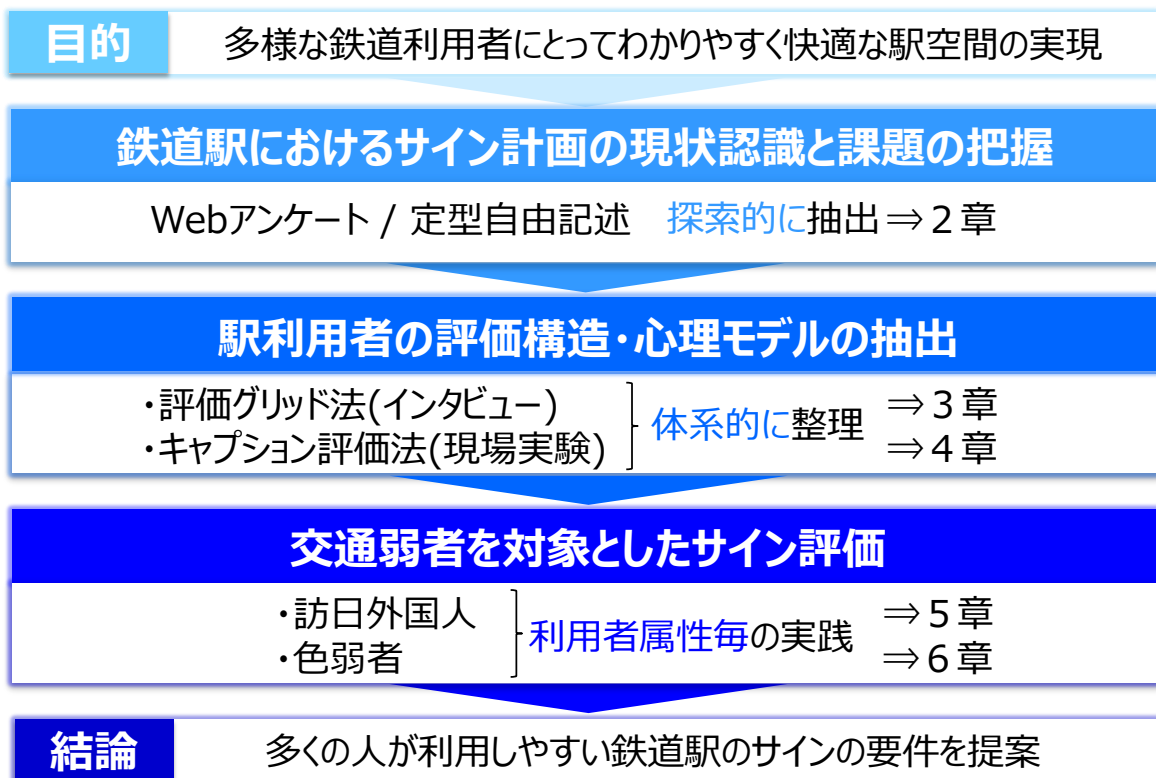 目的 多様な鉄道利用者にとってわかりやすく快適な駅空間の実現
鉄道駅におけるサイン計画の現状認識と課題の把握
Webアンケート / 定型自由記述 探索的に抽出⇒2章
駅利用者の評価構造・心理モデルの抽出
・評価グリッド法(インタビュー)
・キャプション評価法(現場実験)
体系的に整理
⇒3章
⇒4章
交通弱者を対象としたサイン評価
・訪日外国人
・色弱者
利用者属性毎の実践
⇒5章
⇒6章
結論 多くの人が利用しやすい鉄道駅のサインの要件を提案